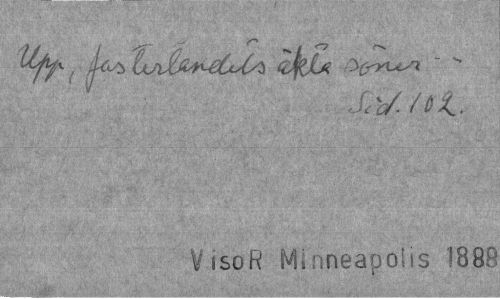 Upp, fosterlandets äkta söner --
Sid. 102.
VisoR Minneapolis 1888